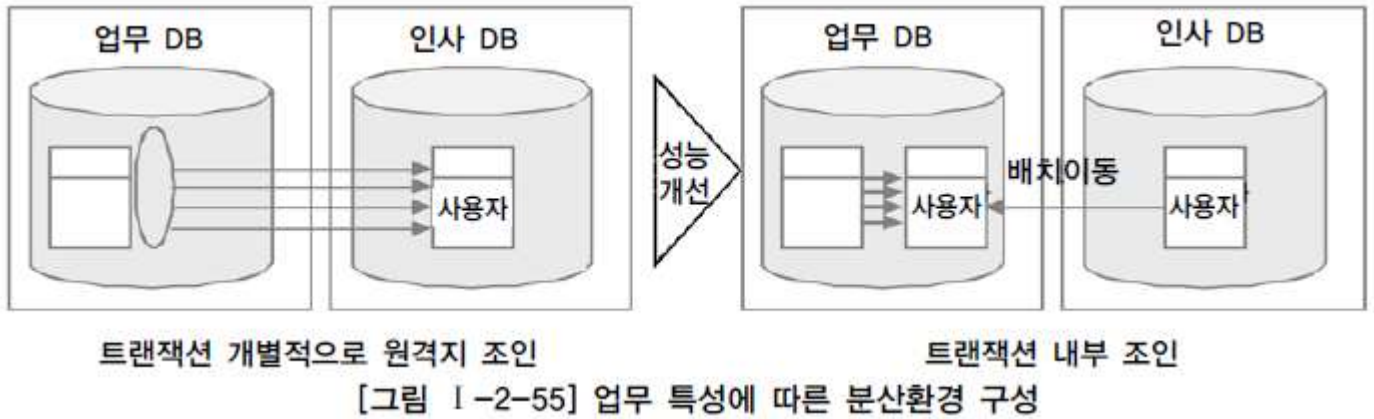 업무 DB
인사 DB
사용자
성능
개선
업무 DB
인사 DB
사용자
배치이동
사용자
트랜잭션 개별적으로 원격지 조인
트랜잭션 내부 조인
[그림 Ⅰ-2-55] 업무 특성에 따른 분산환경 구성